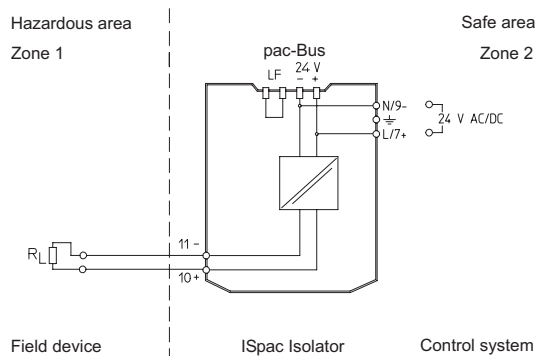 Hazardous area
Safe area
Zone 1
pac-Bus
Zone 2
LF
24 V
– +
N/9-
24 V AC/DC
L/7+
11 -
RL
10+
Field device
ISpac Isolator
Control system